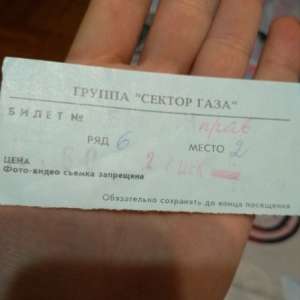 ГРУППА "СЕКТОР ГАЗА"
БИЛЕТ № прав
РЯД 6 МЕСТО 2
ЦЕНА
Фото-видео съемка запрещена
Обязательно сохранять до конца посещения